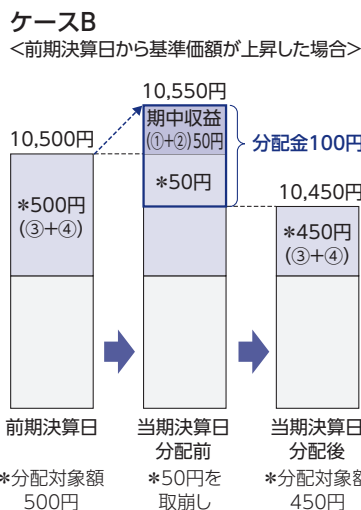 ケースB
<前期決算日から基準価額が上昇した場合>
10,550円
期中収益
(①+②)50円
分配金100円
10,500円
*50円
*500円
(③+④)
10,450円
*450円
(③+④)
前期決算日
当期決算日
分配前
当期決算日
分配後
*分配対象額
500円
*50円を
取崩し
*分配対象額
450円